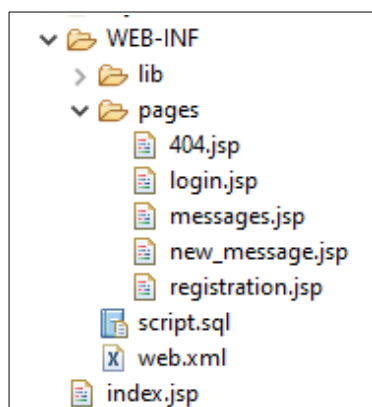 WEB-INF
lib
pages
404.jsp
login.jsp
messages.jsp
new_message.jsp
registration.jsp
script.sql
web.xml
index.jsp